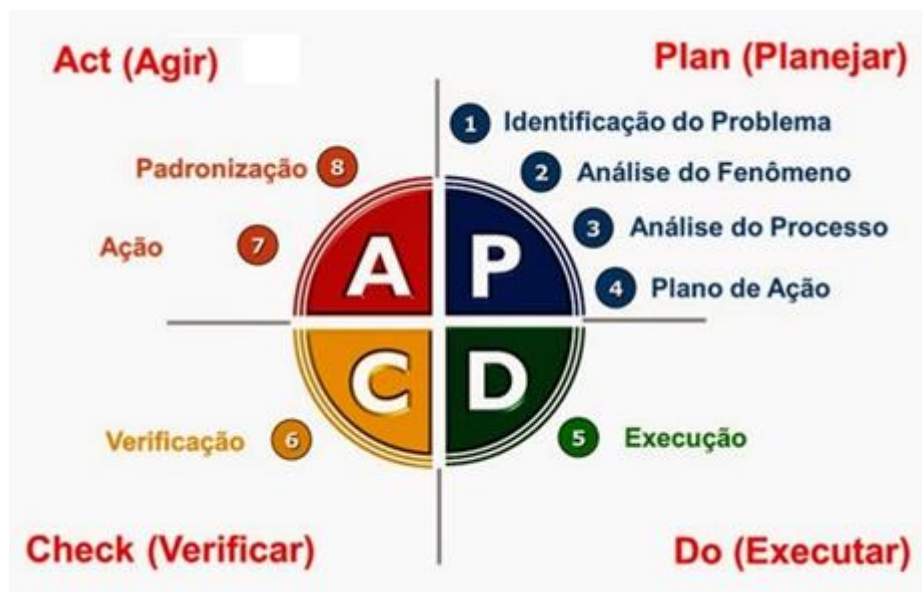 Act (Agir)
Plan (Planejar)
1 Identificação do Problema
2 Análise do Fenômeno
3 Análise do Processo
4 Plano de Ação
Padronização 8
Ação 7
A P
C D
Verificação 6
5 Execução
Check (Verificar)
Do (Executar)